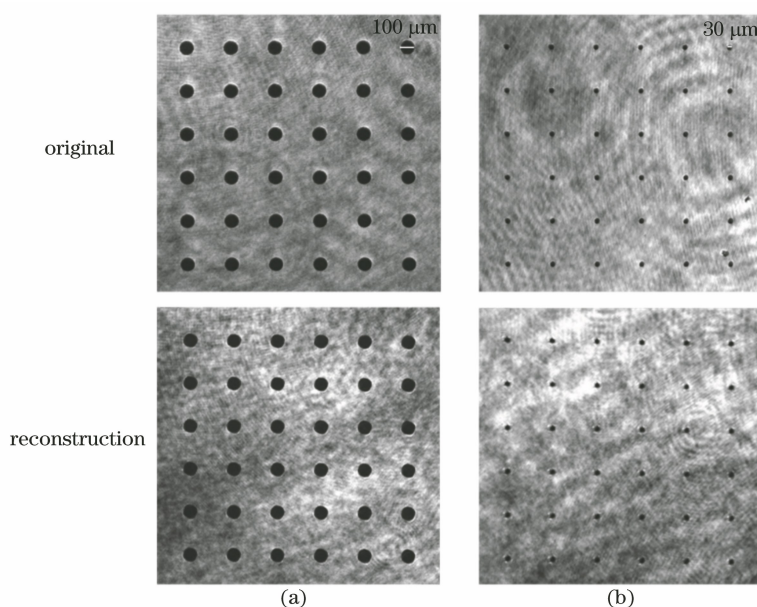 100 μm
30 μm
original
reconstruction
(a)
(b)